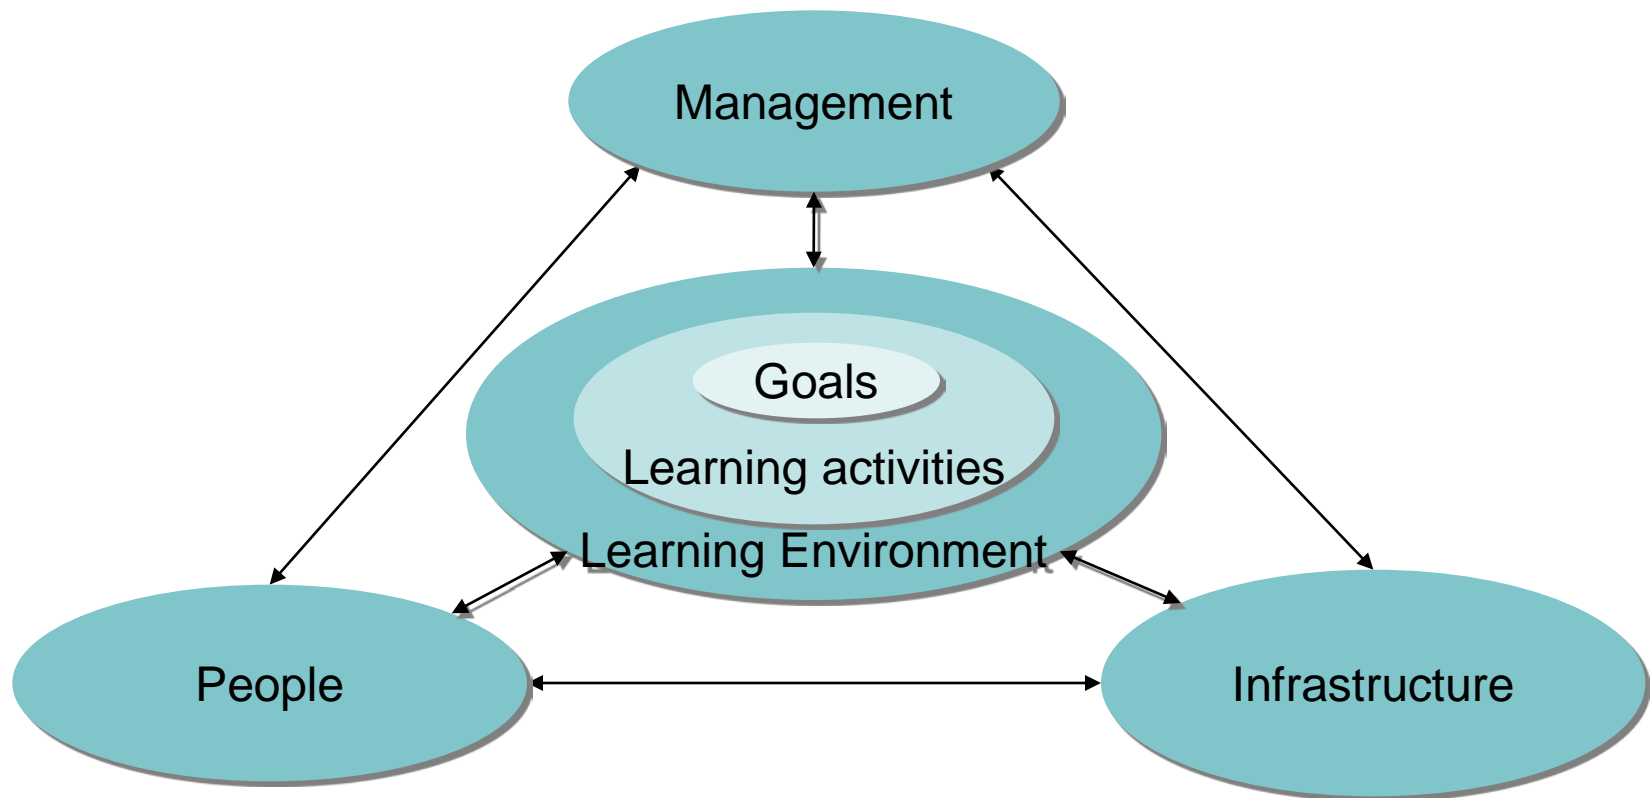 Management
Goals
Learning activities
Learning Environment
People
Infrastructure